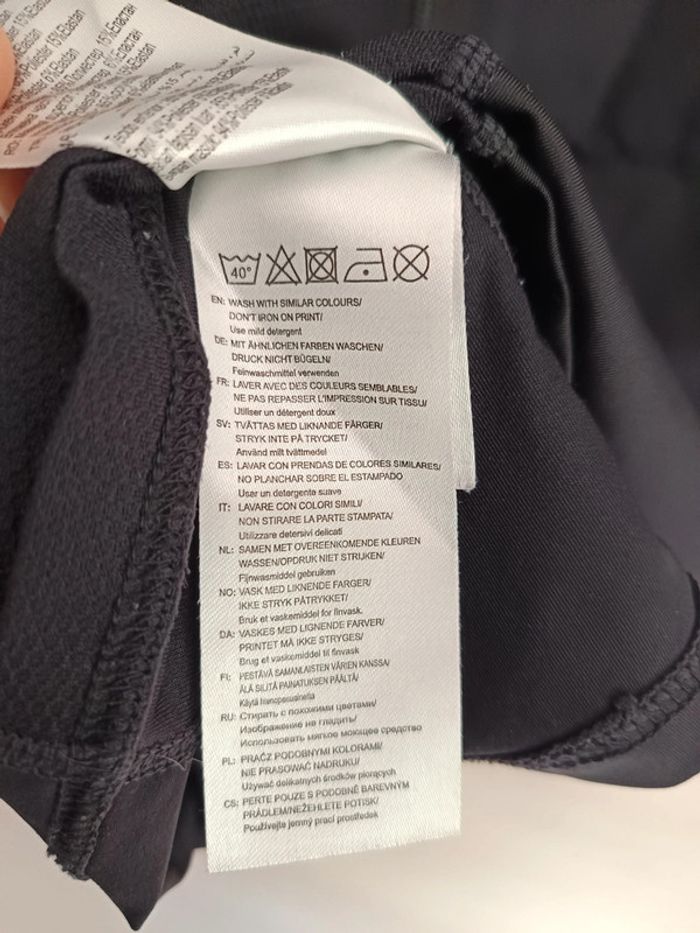 40°
EN: WASH WITH SIMILAR COLOURS/
DON'T IRON ON PRINT/
Use mild detergent
DE: MIT ÄHNLICHEN FARBEN WASCHEN/
DRUCK NICHT BÜGELN/
Feinwaschmittel verwenden
FR: LAVER AVEC DES COULEURS SEMBLABLES/
NE PAS REPASSER L'IMPRESSION SUR TISSU/
Utiliser un détergent doux
SV: TVÄTTAS MED LIKNANDE FÄRGER/
STRYK INTE PÅ TRYCKET/
Använd milt tvättmedel
ES: LAVAR CON PRENDAS DE COLORES SIMILARES/
NO PLANCHAR SOBRE EL ESTAMPADO
Usar un detergente suave
IT: LAVARE CON COLORI SIMILI/
NON STIRARE LA PARTE STAMPATA/
Utilizzare detersivi delicati
NL: SAMEN MET OVEREENKOMENDE KLEUREN
WASSEN/OPDRUK NIET STRIJKEN/
Fijnwasmiddel gebruiken
NO: VASK MED LIKNENDE FARGER/
IKKE STRYK PÅTRYKKET/
Bruk et vaskemiddel for finvask.
DA: VASKES MED LIGNENDE FARVER/
PRINTET MÅ IKKE STRYGES/
Brug et vaskemiddel til finvask
FI: PESTÄVÄ SAMANLAISTEN VÄRIEN KANSSA/
ÄLÄ SILITÄ PAINATUKSEN PÄÄLTÄ/
Käytä hienopesuainetta
RU: Стирать с похожими цветами/
Изображение не гладить/
Использовать мягкое моющее средство
PL: PRAĆ Z PODOBNYMI KOLORAMI/
NIE PRASOWAĆ NADRUKU/
Używać delikatnych środków piorących
CS: PERTE POUZE S PODOBNĚ BAREVNÝM
PRÁDLEM/NEŽEHLETE POTISK/
Používejte jemný prací prostředek